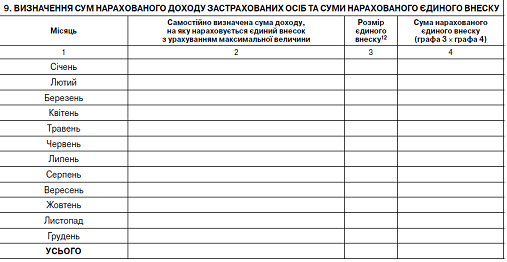 9. ВИЗНАЧЕННЯ СУМ НАРАХОВАНОГО ДОХОДУ ЗАСТРАХОВАНИХ ОСІБ ТА СУМИ НАРАХОВАНОГО ЄДИНОГО ВНЕСКУ
Місяць
Самостійно визначена сума доходу,
на яку нараховується єдиний внесок
з урахуванням максимальної величини
Розмір
єдиного
внеску¹²
Сума нарахованого
єдиного внеску
(графа 3 × графа 4)
1 2 3 4
Січень
Лютий
Березень
Квітень
Травень
Червень
Липень
Серпень
Вересень
Жовтень
Листопад
Грудень
УСЬОГО